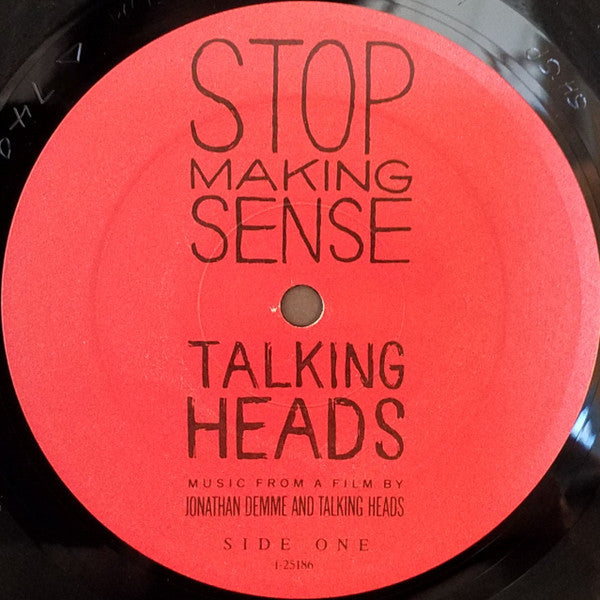 STOP
MAKING
SENSE
TALKING
HEADS
MUSIC FROM A FILM BY
JONATHAN DEMME AND TALKING HEADS
SIDE ONE
1-25186